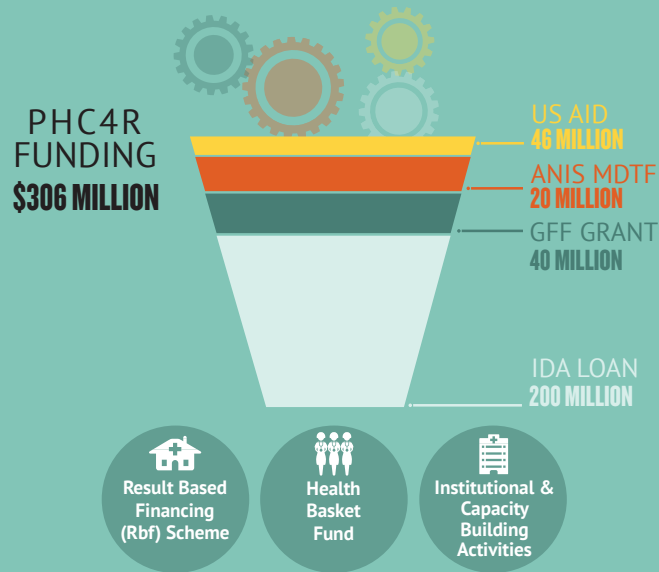 PHC4R
FUNDING
$306 MILLION
US AID
46 MILLION
ANIS MDTF
20 MILLION
GFF GRANT
40 MILLION
IDA LOAN
200 MILLION
Result Based
Financing
(Rbf) Scheme
Health
Basket
Fund
Institutional &
Capacity
Building
Activities